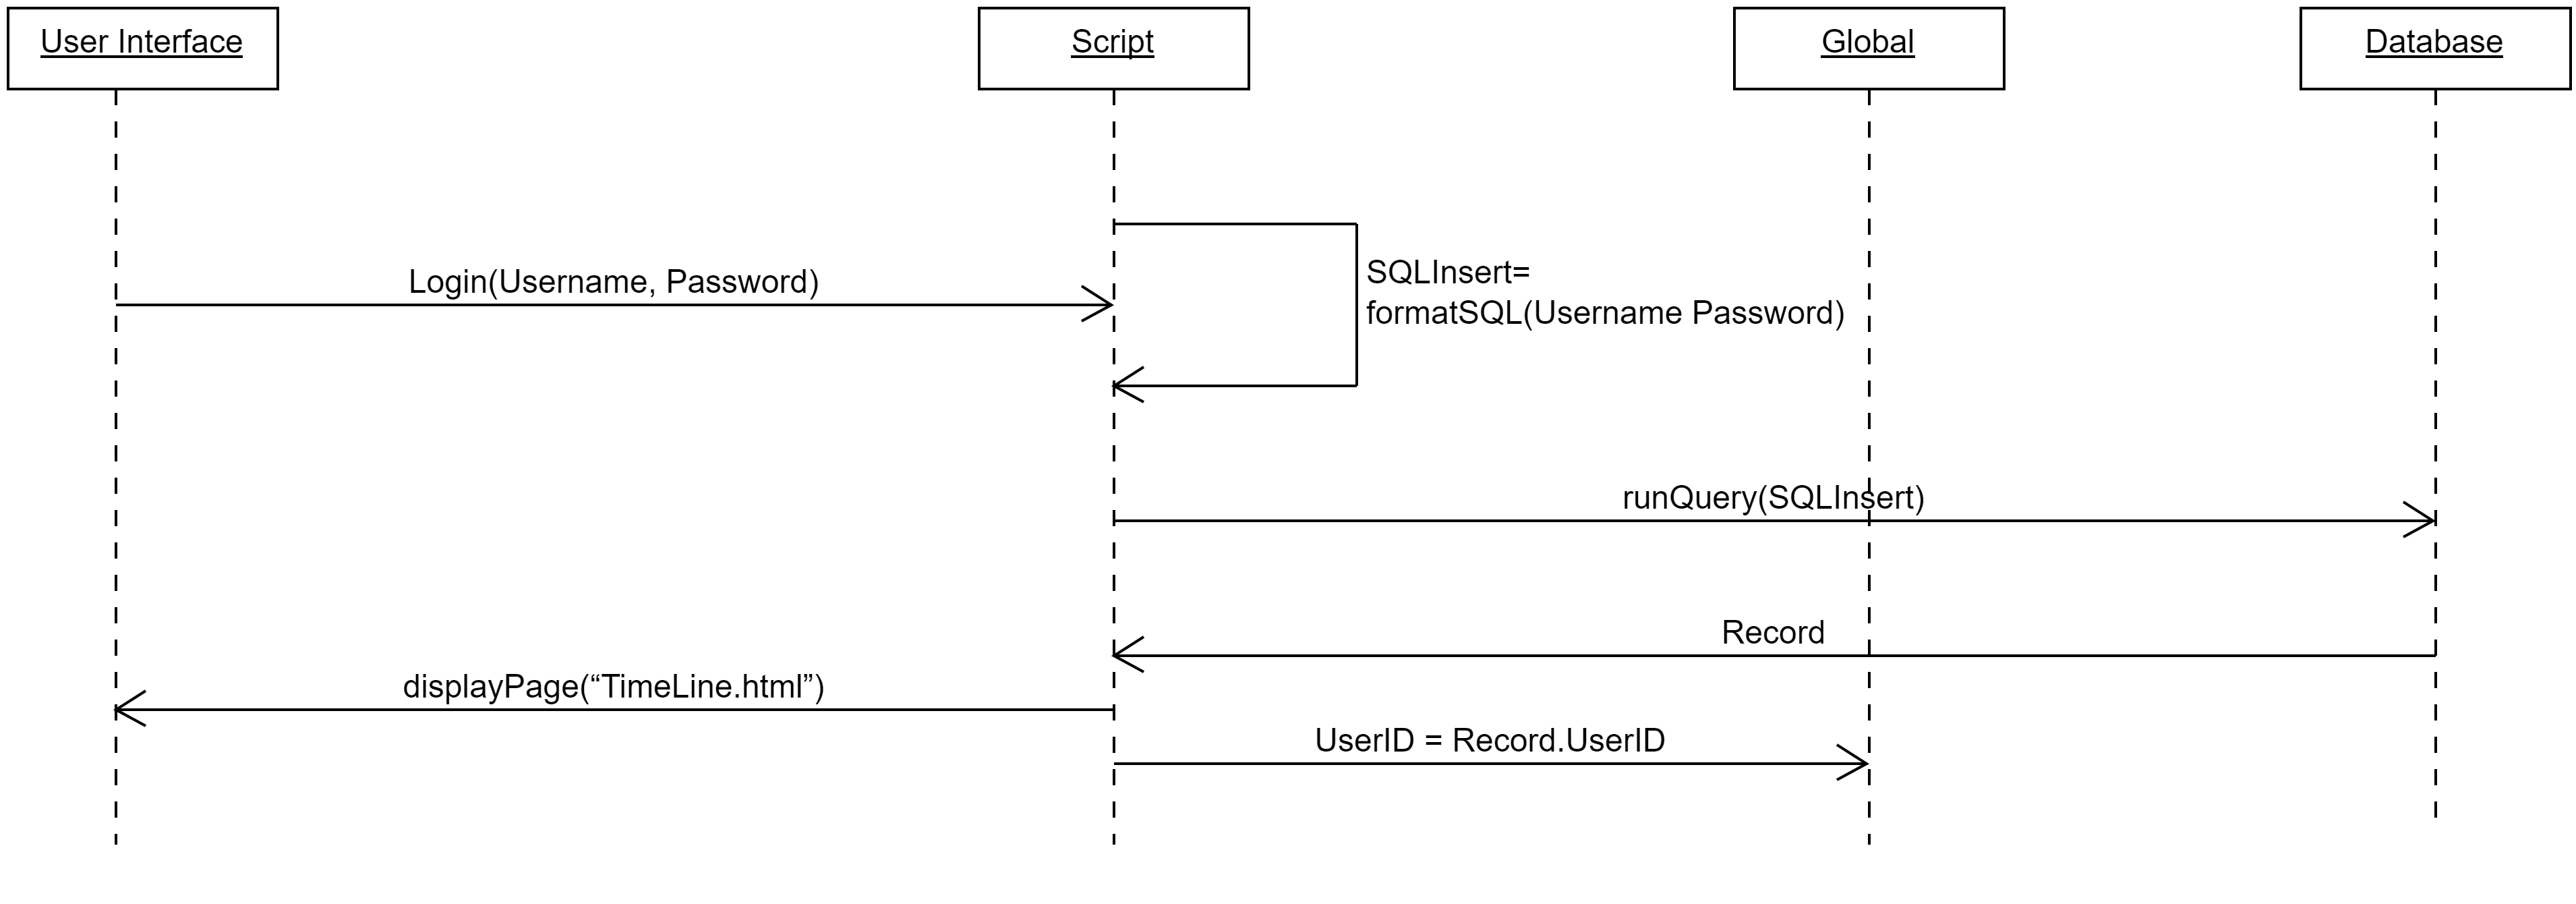 User Interface
Script
Global
Database
SQLInsert=
Login(Username, Password)
formatSQL(Username Password)
runQuery(SQLInsert)
Record
displayPage(“TimeLine.html”)
UserID = Record.UserID